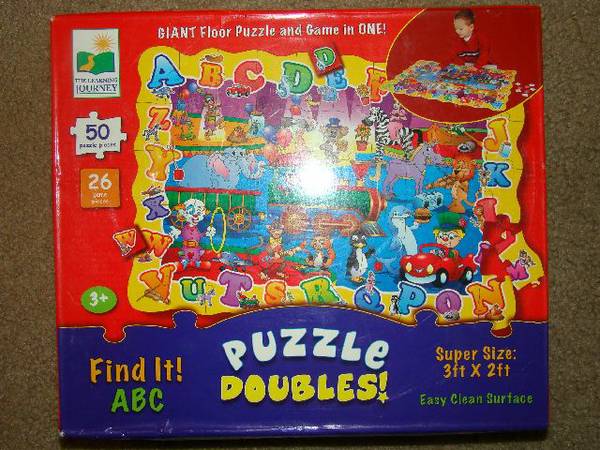 GIANT Floor Puzzle and Game in ONE!
THE LEARNING
JOURNEY
50
puzzle pieces
26
game
pieces
A B C D E F
Z
Y
X
W W
J
K
L
M
V U T S R Q P O N
3+
PUZZLE
DOUBLES!
Find It!
ABC
Super Size:
3ft X 2ft
Easy Clean Surface